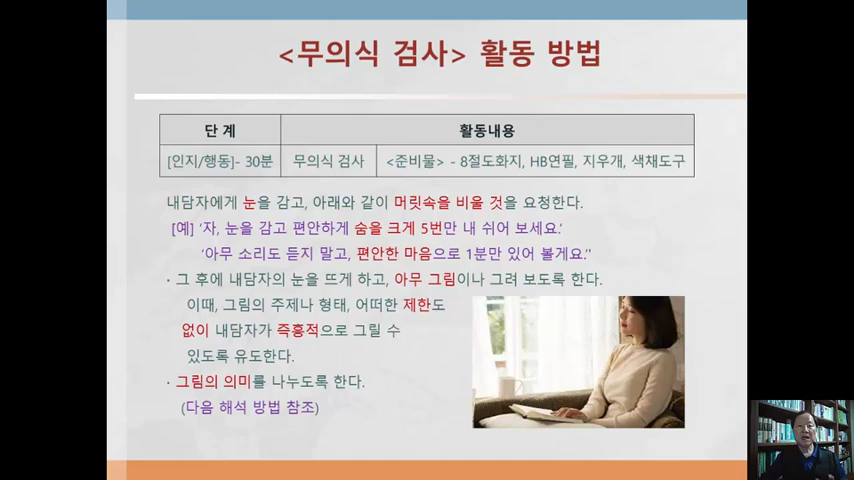 <무의식 검사> 활동 방법
단 계 활동내용
[인지/행동]- 30분 무의식 검사 <준비물> - 8절도화지, HB연필, 지우개, 색채도구
내담자에게 눈을 감고, 아래와 같이 머릿속을 비울 것을 요청한다.
[예] ‘자, 눈을 감고 편안하게 숨을 크게 5번만 내 쉬어 보세요.’
‘아무 소리도 듣지 말고, 편안한 마음으로 1분만 있어 볼게요.’'
· 그 후에 내담자의 눈을 뜨게 하고, 아무 그림이나 그려 보도록 한다.
이때, 그림의 주제나 형태, 어떠한 제한도
없이 내담자가 즉흥적으로 그릴 수
있도록 유도한다.
· 그림의 의미를 나누도록 한다.
(다음 해석 방법 참조)